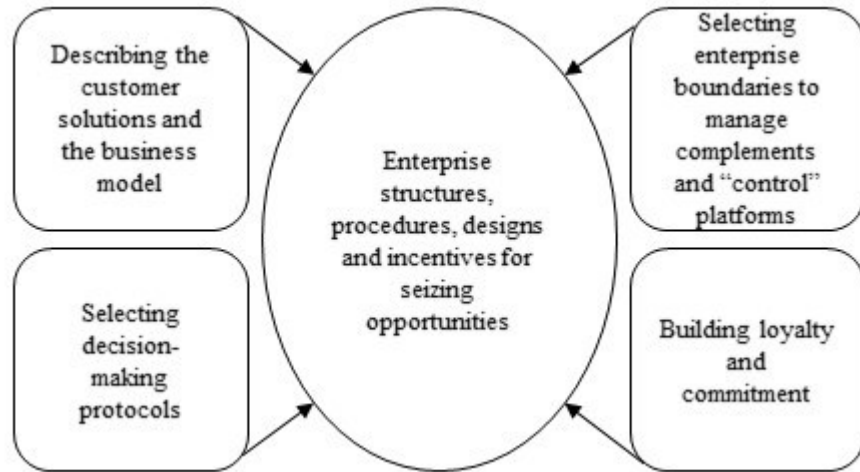 Describing the
customer
solutions and
the business
model
Selecting
enterprise
boundaries to
manage
complements
and “control”
platforms
Enterprise
structures,
procedures, designs
and incentives for
seizing
opportunities
Selecting
decision-
making
protocols
Building loyalty
and
commitment